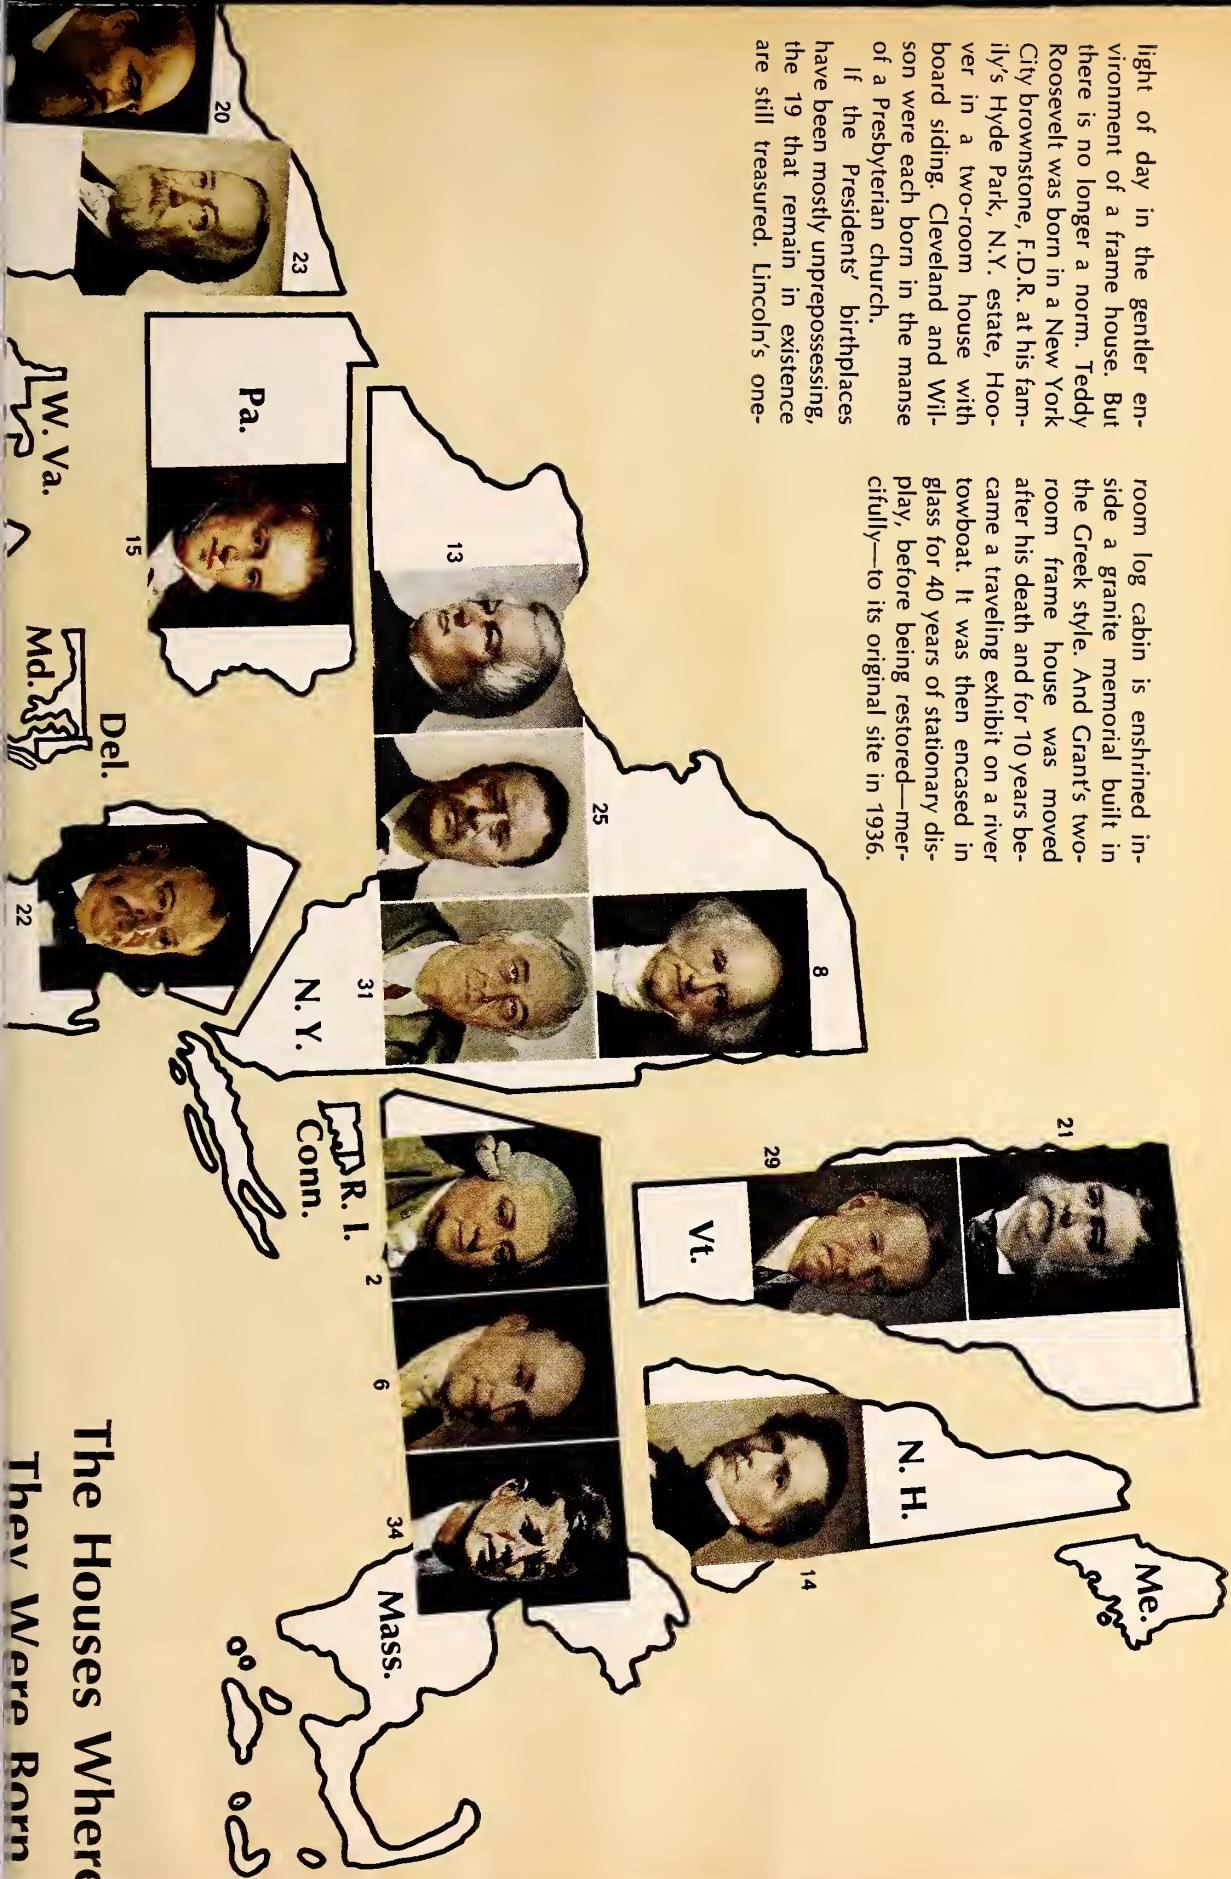 light of day in the gentler en-
vironment of a frame house. But
there is no longer a norm. Teddy
Roosevelt was born in a New York
City brownstone, F.D.R. at his fam-
ily's Hyde Park, N.Y. estate, Hoo-
ver in a two-room house with
board siding. Cleveland and Wil-
son were each born in the manse
of a Presbyterian church.
If the Presidents' birthplaces
have been mostly unprepossessing,
the 19 that remain in existence
are still treasured. Lincoln's one-
room log cabin is enshrined in-
side a granite memorial built in
the Greek style. And Grant's two-
room frame house was moved
after his death and for 10 years be-
came a traveling exhibit on a river
towboat. It was then encased in
glass for 40 years of stationary dis-
play, before being restored—mer-
cifully—to its original site in 1936.
21
Me.
8
29
N. H.
Vt.
14
25
13
31
2
6
34
Mass.
N. Y.
R. I.
Conn.
23
20
Pa.
15
W. Va.
Md.
Del.
22
The Houses Where
They Were Born